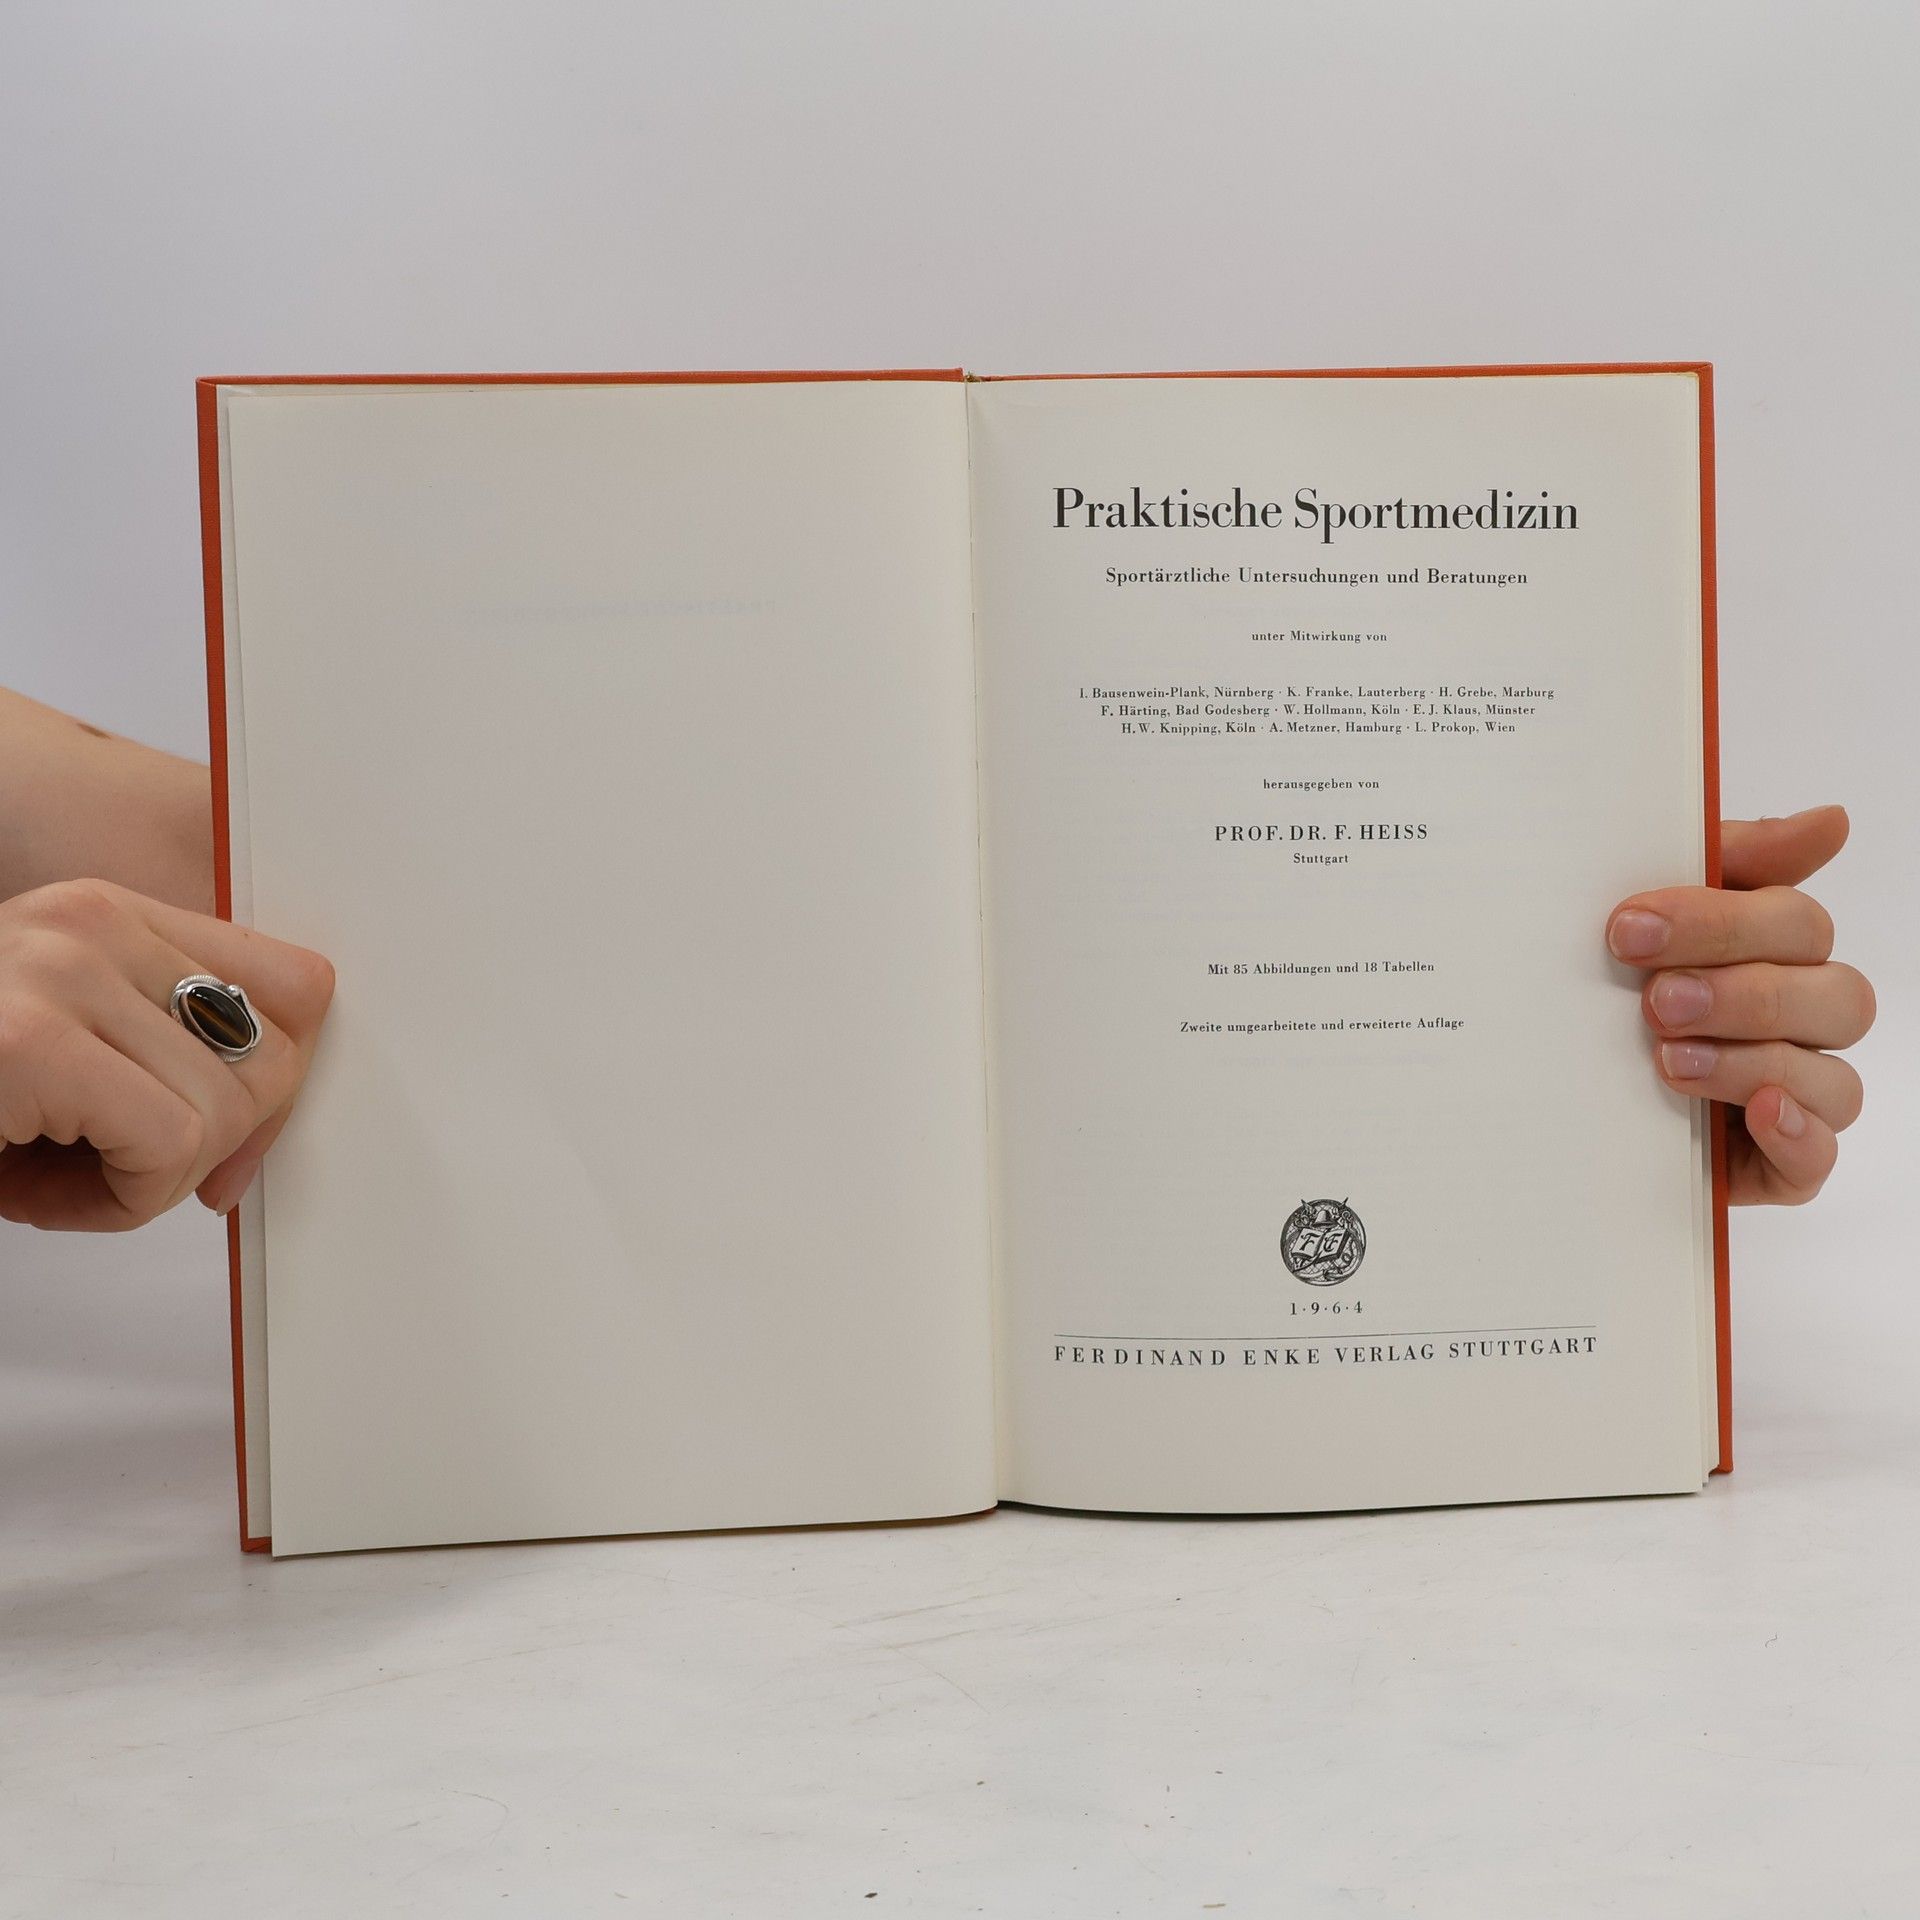 Praktische Sportmedizin
Sportärztliche Untersuchungen und Beratungen
unter Mitwirkung von
I. Bausenwein-Plank, Nürnberg · K. Franke, Lauterberg · H. Grebe, Marburg
F. Härting, Bad Godesberg · W. Hollmann, Köln · E. J. Klaus, Münster
H. W. Knipping, Köln · A. Metzner, Hamburg · L. Prokop, Wien
herausgegeben von
PROF. DR. F. HEISS
Stuttgart
Mit 85 Abbildungen und 18 Tabellen
Zweite umgearbeitete und erweiterte Auflage
F E
1·9·6·4
FERDINAND ENKE VERLAG STUTTGART